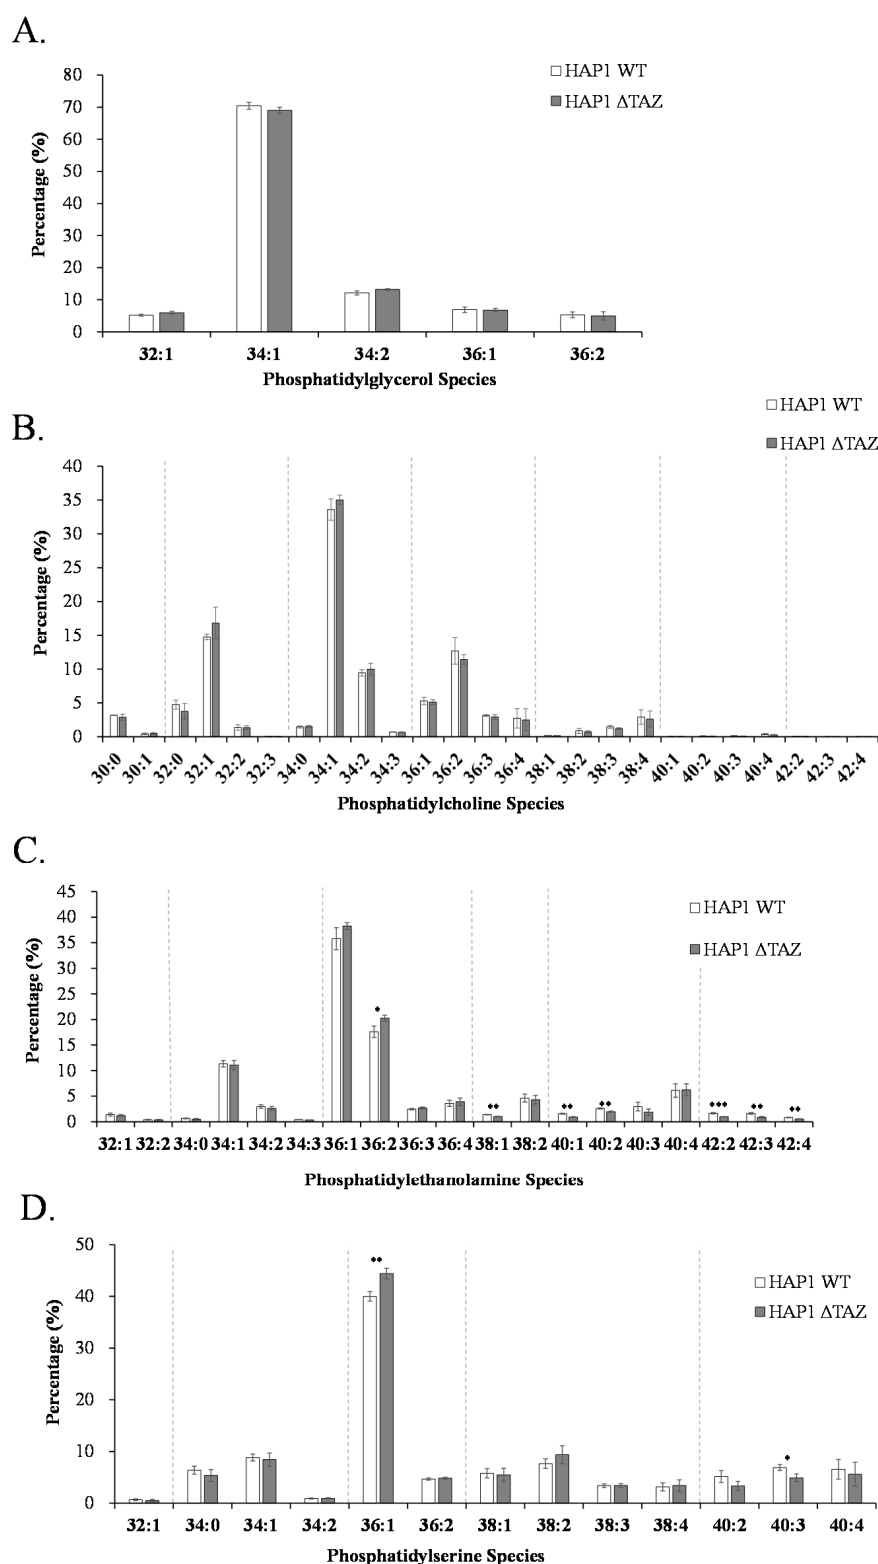 A.
HAP1 WT
HAP1 ΔTAZ
80
70
60
50
40
30
20
10
0
Percentage (%)
32:1 34:1 34:2 36:1 36:2
Phosphatidylglycerol Species
B.
HAP1 WT
HAP1 ΔTAZ
40
35
30
25
20
15
10
5
0
Percentage (%)
30:0 30:1 32:0 32:1 32:2 32:3 34:0 34:1 34:2 34:3 36:1 36:2 36:3 36:4 38:1 38:2 38:3 38:4 40:1 40:2 40:3 40:4 42:2 42:3 42:4
Phosphatidylcholine Species
C.
HAP1 WT
HAP1 ΔTAZ
45
40
35
30
25
20
15
10
5
0
Percentage (%)
32:1 32:2 34:0 34:1 34:2 34:3 36:1 36:2 36:3 36:4 38:1 38:2 40:1 40:2 40:3 40:4 42:2 42:3 42:4
Phosphatidylethanolamine Species
D.
HAP1 WT
HAP1 ΔTAZ
50
40
30
20
10
0
Percentage (%)
32:1 34:0 34:1 34:2 36:1 36:2 38:1 38:2 38:3 38:4 40:2 40:3 40:4
Phosphatidylserine Species